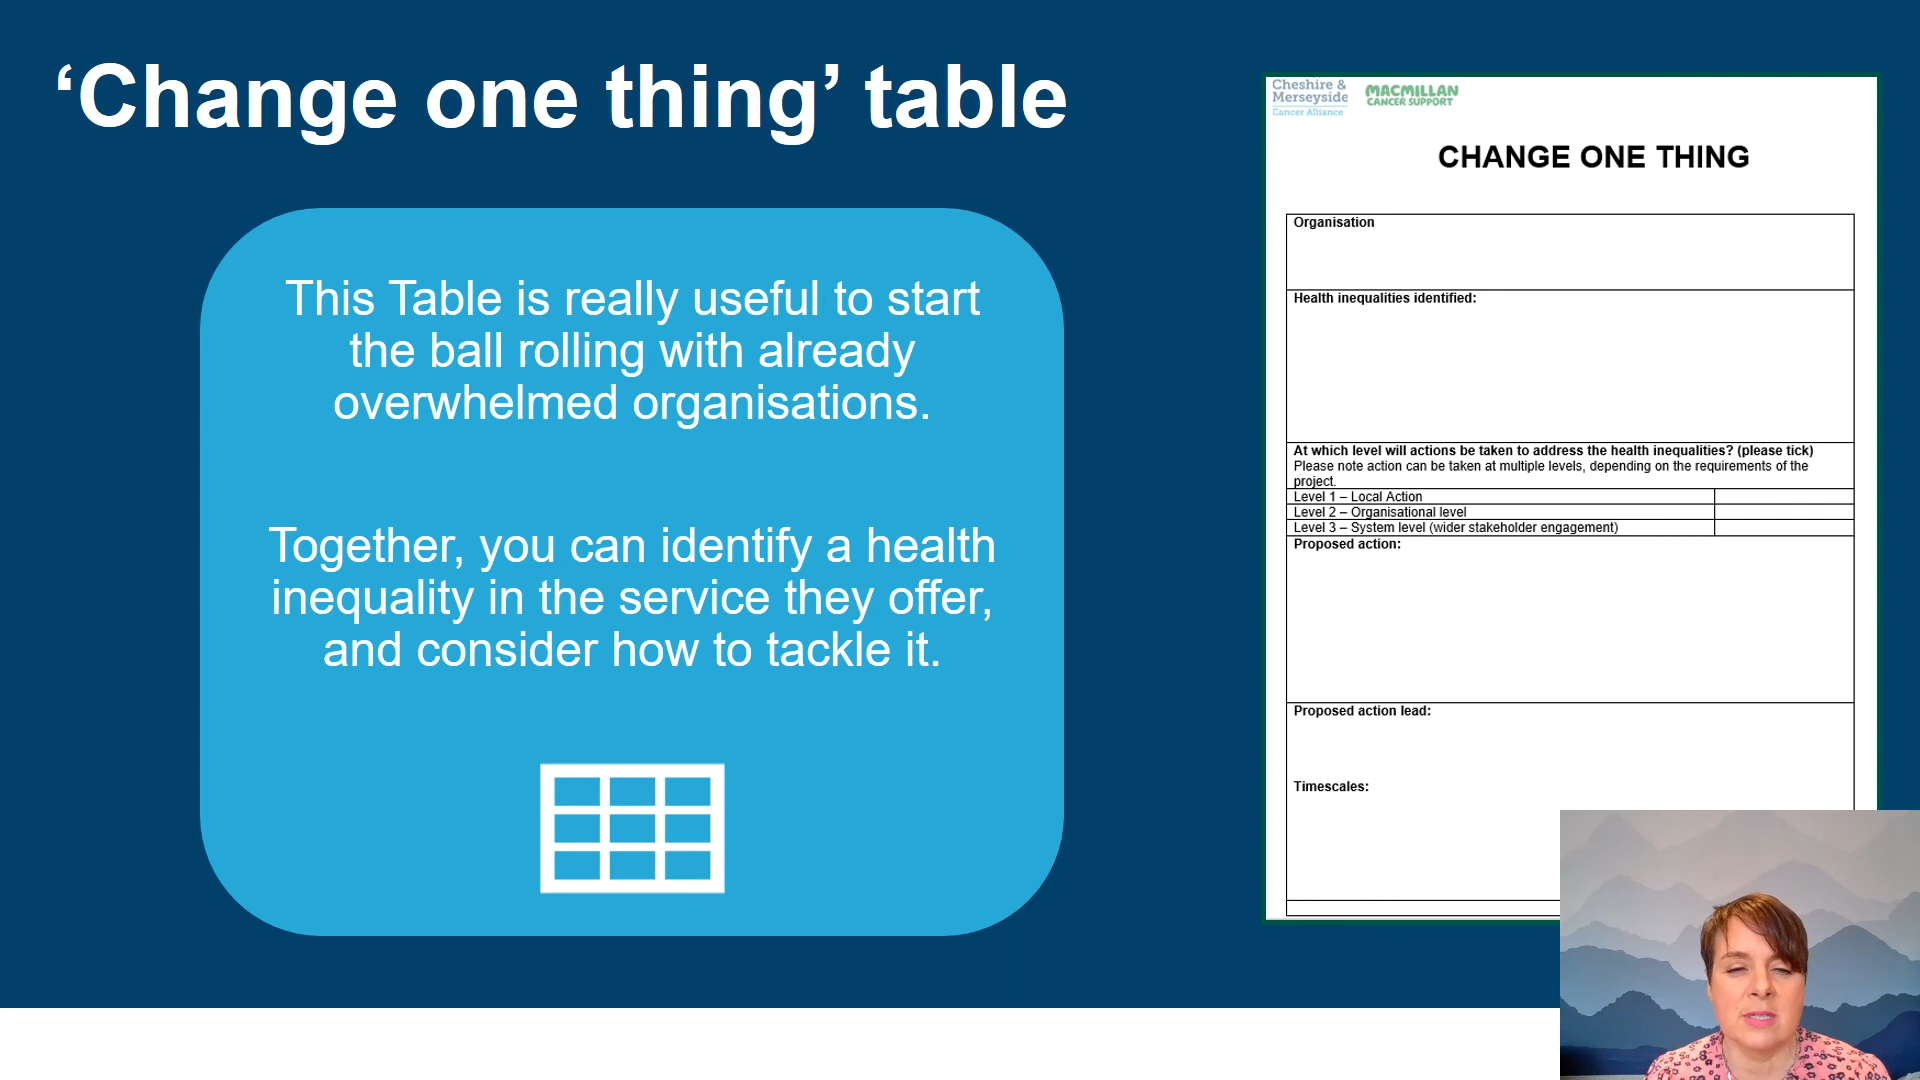 ‘Change one thing’ table
This Table is really useful to start
the ball rolling with already
overwhelmed organisations.
Together, you can identify a health
inequality in the service they offer,
and consider how to tackle it.
Cheshire &
Merseyside
Cancer Alliance
MACMILLAN
CANCER SUPPORT
CHANGE ONE THING
Organisation
Health inequalities identified:
At which level will actions be taken to address the health inequalities? (please tick)
Please note action can be taken at multiple levels, depending on the requirements of the
project.
Level 1 – Local Action
Level 2 – Organisational level
Level 3 – System level (wider stakeholder engagement)
Proposed action:
Proposed action lead:
Timescales: